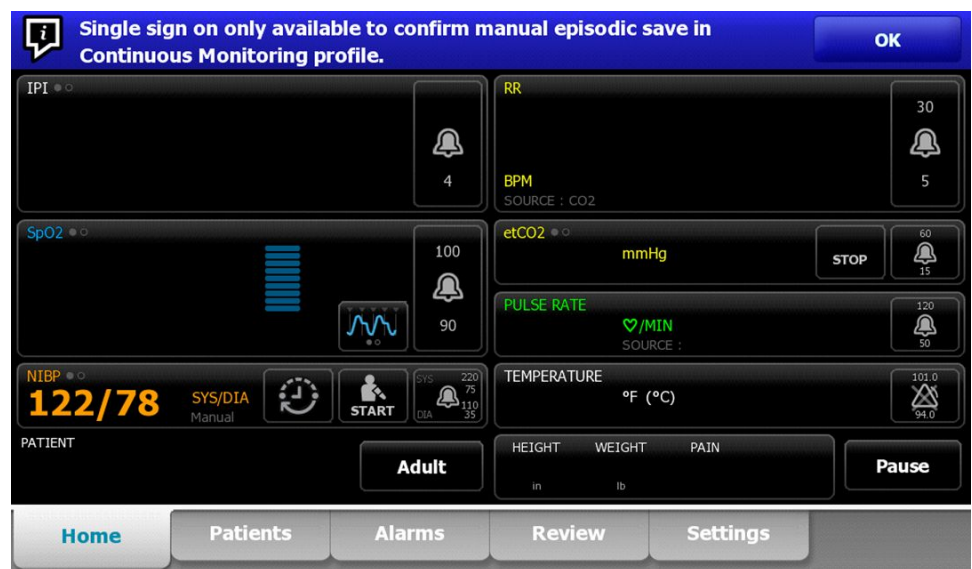 Single sign on only available to confirm manual episodic save in
Continuous Monitoring profile.
OK
IPI
4
RR
BPM
SOURCE : CO2
30
5
SpO2
100
90
etCO2
mmHg
STOP
60
15
PULSE RATE
♡/MIN
SOURCE :
120
50
NIBP
122/78
SYS/DIA
Manual
START
SYS 220
75
110
DIA 35
TEMPERATURE
°F (°C)
101.0
94.0
PATIENT
Adult
HEIGHT WEIGHT PAIN
in lb
Pause
Home Patients Alarms Review Settings